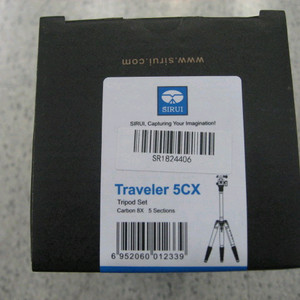 www.sirui.com
SIRUI
SIRUI, Capturing Your Imagination!
SR1824406
Traveler 5CX
Tripod Set
Carbon 8X 5 Sections
6 952060 012339